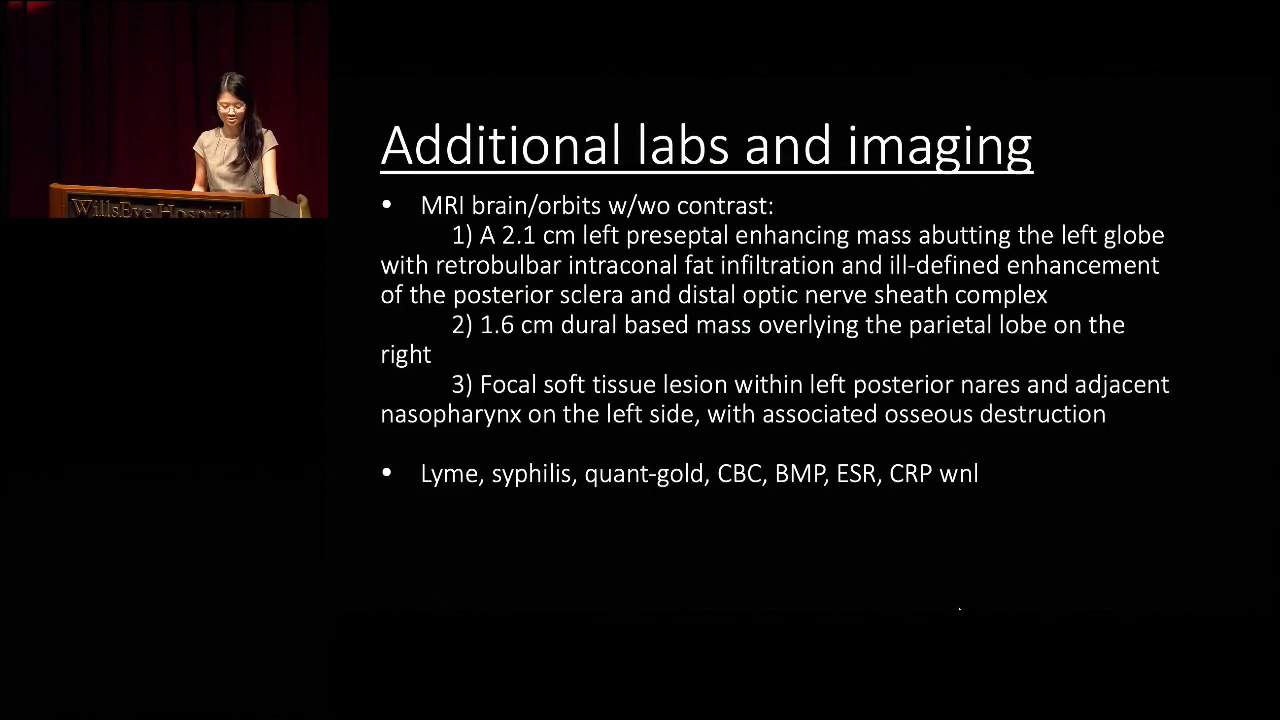 Additional labs and imaging
• MRI brain/orbits w/wo contrast:
1) A 2.1 cm left preseptal enhancing mass abutting the left globe
with retrobulbar intraconal fat infiltration and ill-defined enhancement
of the posterior sclera and distal optic nerve sheath complex
2) 1.6 cm dural based mass overlying the parietal lobe on the
right
3) Focal soft tissue lesion within left posterior nares and adjacent
nasopharynx on the left side, with associated osseous destruction
• Lyme, syphilis, quant-gold, CBC, BMP, ESR, CRP wnl
WillsEye Hospital